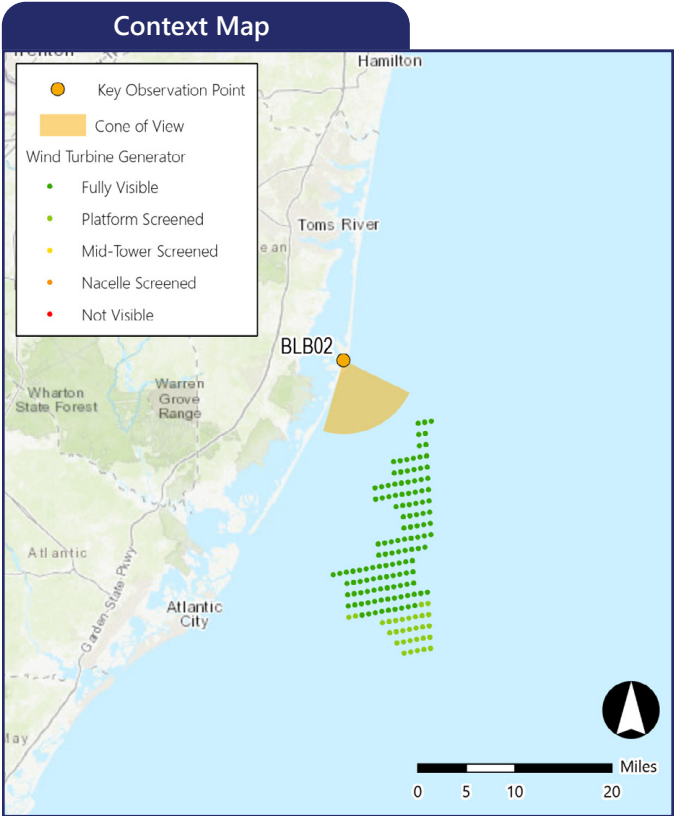 Context Map
Hamilton
Key Observation Point
Cone of View
Wind Turbine Generator
Fully Visible
Platform Screened
Mid-Tower Screened
Nacelle Screened
Not Visible
Toms River
ean
BLB02
Wharton
State Forest
Warren
Grove
Range
Atlantic
Garden-State Pkwy
Atlantic
City
May
Miles
0 5 10 20